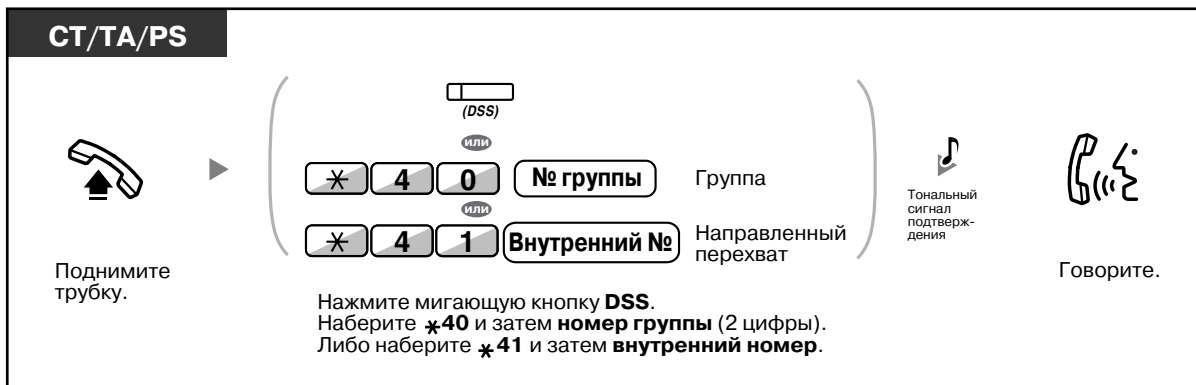 CT/TA/PS
(DSS)
или
* 4 0 № группы Группа
или
* 4 1 Внутренний № Направленный
перехват
Поднимите
трубку.
Тональный
сигнал
подтверж-
дения
Говорите.
Нажмите мигающую кнопку DSS.
Наберите *40 и затем номер группы (2 цифры).
Либо наберите *41 и затем внутренний номер.